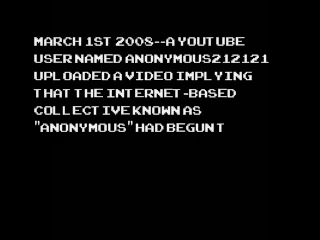 MARCH 1ST 2008--A YOUTUBE
USER NAMED ANONYMOUS212121
UPLOADED A VIDEO IMPLYING
THAT THE INTERNET-BASED
COLLECTIVE KNOWN AS
"ANONYMOUS" HAD BEGUN T